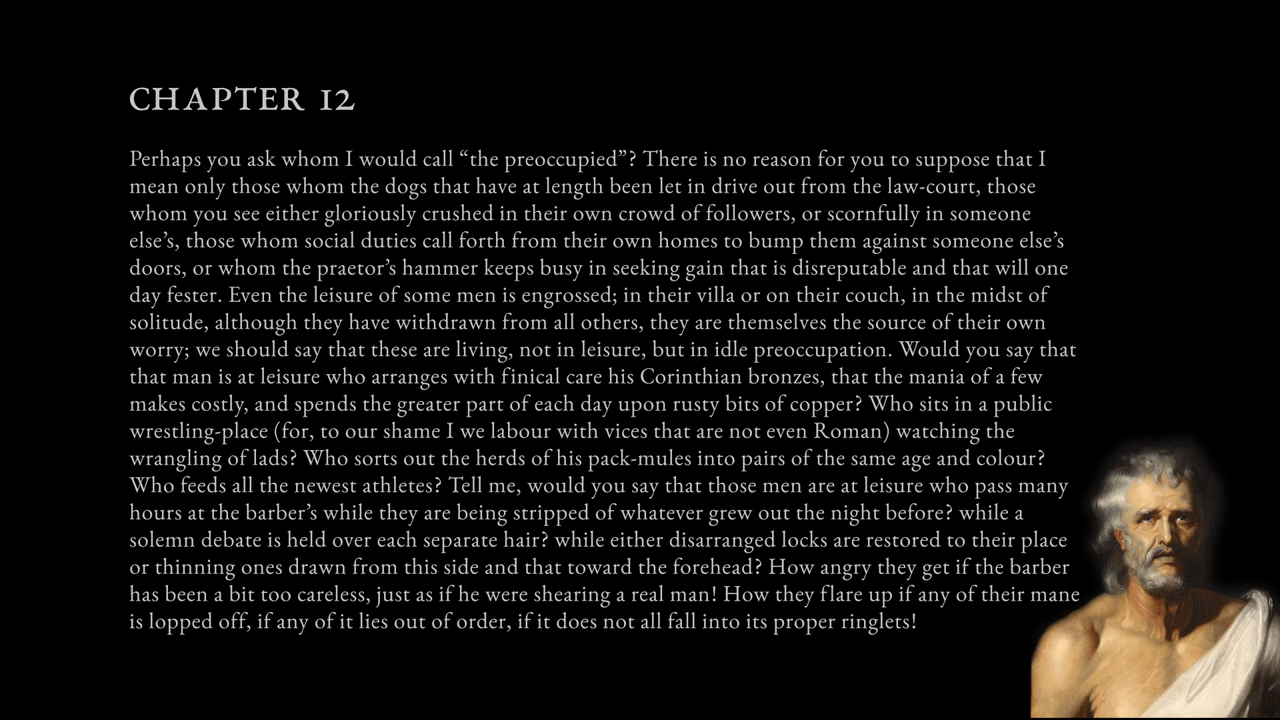 CHAPTER 12
Perhaps you ask whom I would call “the preoccupied”? There is no reason for you to suppose that I
mean only those whom the dogs that have at length been let in drive out from the law-court, those
whom you see either gloriously crushed in their own crowd of followers, or scornfully in someone
else’s, those whom social duties call forth from their own homes to bump them against someone else’s
doors, or whom the praetor’s hammer keeps busy in seeking gain that is disreputable and that will one
day fester. Even the leisure of some men is engrossed; in their villa or on their couch, in the midst of
solitude, although they have withdrawn from all others, they are themselves the source of their own
worry; we should say that these are living, not in leisure, but in idle preoccupation. Would you say that
that man is at leisure who arranges with finical care his Corinthian bronzes, that the mania of a few
makes costly, and spends the greater part of each day upon rusty bits of copper? Who sits in a public
wrestling-place (for, to our shame I we labour with vices that are not even Roman) watching the
wrangling of lads? Who sorts out the herds of his pack-mules into pairs of the same age and colour?
Who feeds all the newest athletes? Tell me, would you say that those men are at leisure who pass many
hours at the barber’s while they are being stripped of whatever grew out the night before? while a
solemn debate is held over each separate hair? while either disarranged locks are restored to their place
or thinning ones drawn from this side and that toward the forehead? How angry they get if the barber
has been a bit too careless, just as if he were shearing a real man! How they flare up if any of their mane
is lopped off, if any of it lies out of order, if it does not all fall into its proper ringlets!